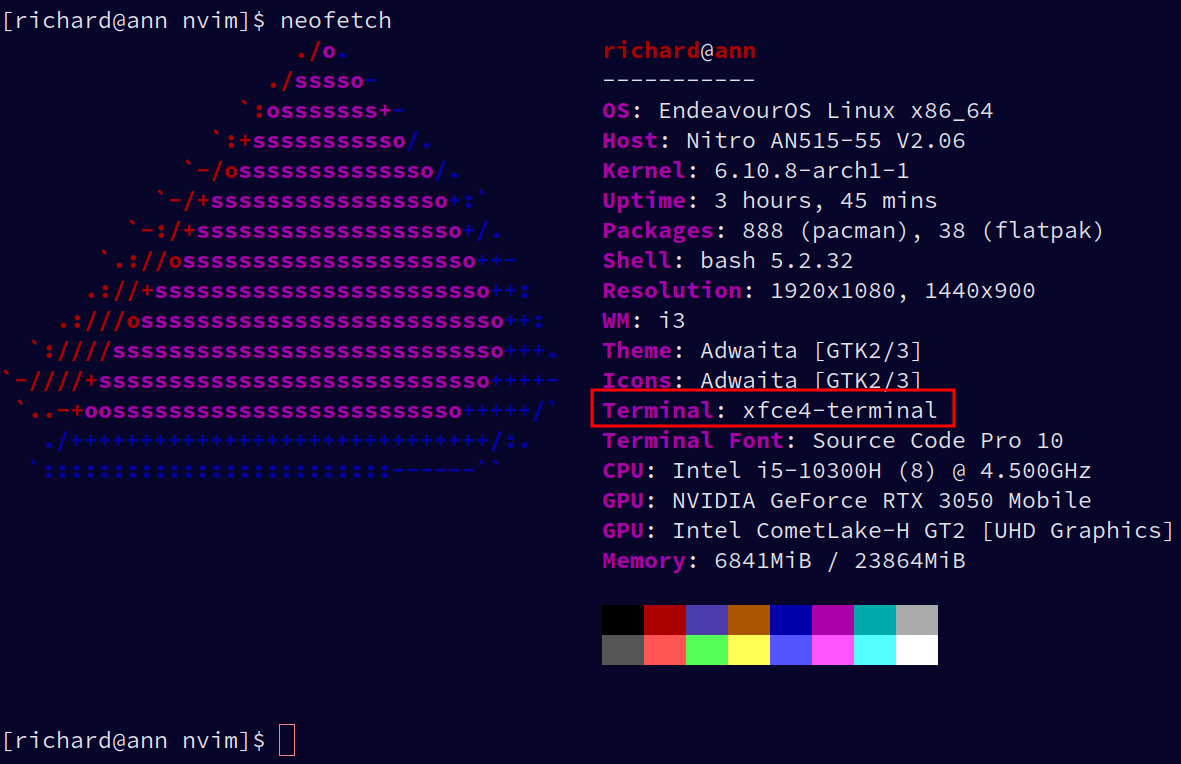 [richard@ann nvim]$ neofetch
./o.
./sssso-
`:osssssss+-
`:+sssssssssso/.
`-/ossssssssssssso/.
`-/+sssssssssssssssso+:`
`-:/+sssssssssssssssssso+/.
`.://osssssssssssssssssssso++-
.://+ssssssssssssssssssssssso++:
.:///ossssssssssssssssssssssssso++:
`:////ssssssssssssssssssssssssssso+++.
`-////+ssssssssssssssssssssssssssso++++-
`..-+oosssssssssssssssssssssssso+++++/`
./++++++++++++++++++++++++++++++/:.
`:::::::::::::::::::::::::------``
richard@ann
-----------
OS: EndeavourOS Linux x86_64
Host: Nitro AN515-55 V2.06
Kernel: 6.10.8-arch1-1
Uptime: 3 hours, 45 mins
Packages: 888 (pacman), 38 (flatpak)
Shell: bash 5.2.32
Resolution: 1920x1080, 1440x900
WM: i3
Theme: Adwaita [GTK2/3]
Icons: Adwaita [GTK2/3]
Terminal: xfce4-terminal
Terminal Font: Source Code Pro 10
CPU: Intel i5-10300H (8) @ 4.500GHz
GPU: NVIDIA GeForce RTX 3050 Mobile
GPU: Intel CometLake-H GT2 [UHD Graphics]
Memory: 6841MiB / 23864MiB
[richard@ann nvim]$